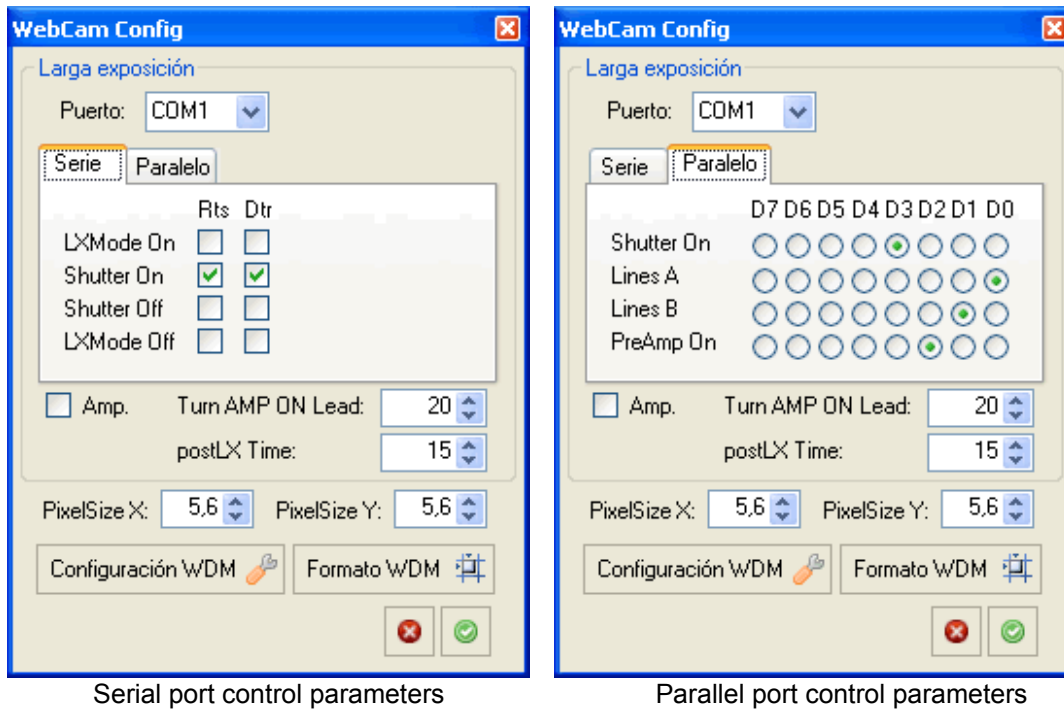 WebCam Config
Larga exposición
Puerto: COM1
Serie Paralelo
Rts Dtr
LXMode On
Shutter On
Shutter Off
LXMode Off
Amp. Turn AMP ON Lead: 20
postLX Time: 15
PixelSize X: 5,6 PixelSize Y: 5,6
Configuración WDM Formato WDM
Serial port control parameters
WebCam Config
Larga exposición
Puerto: COM1
Serie Paralelo
D7 D6 D5 D4 D3 D2 D1 D0
Shutter On
Lines A
Lines B
PreAmp On
Amp. Turn AMP ON Lead: 20
postLX Time: 15
PixelSize X: 5,6 PixelSize Y: 5,6
Configuración WDM Formato WDM
Parallel port control parameters